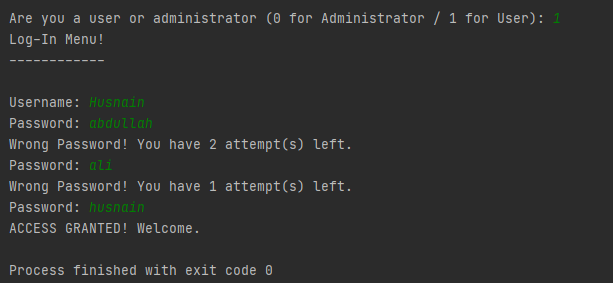 Are you a user or administrator (0 for Administrator / 1 for User): 1
Log-In Menu!
------------
Username: Husnain
Password: abdullah
Wrong Password! You have 2 attempt(s) left.
Password: ali
Wrong Password! You have 1 attempt(s) left.
Password: husnain
ACCESS GRANTED! Welcome.
Process finished with exit code 0